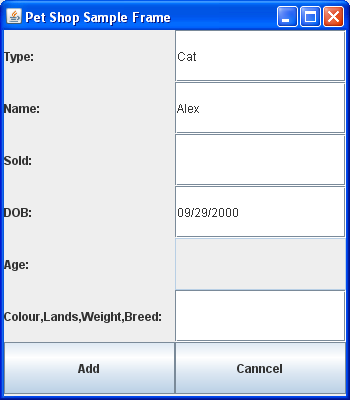 Pet Shop Sample Frame
Type: Cat
Name: Alex
Sold:
DOB: 09/29/2000
Age:
Colour,Lands,Weight,Breed:
Add Canncel